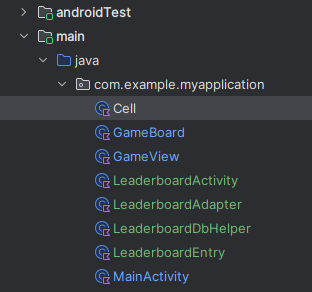 androidTest
main
java
com.example.myapplication
Cell
GameBoard
GameView
LeaderboardActivity
LeaderboardAdapter
LeaderboardDbHelper
LeaderboardEntry
MainActivity